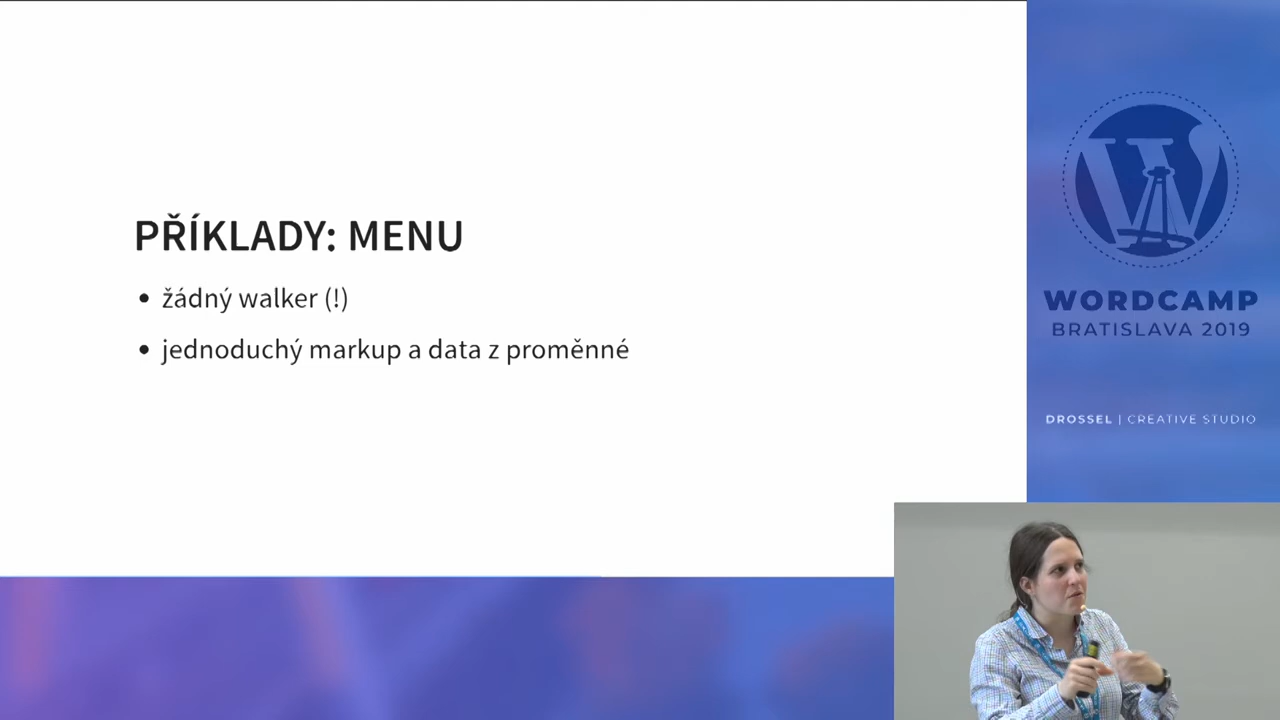 PŘÍKLADY: MENU
žádný walker (!)
jednoduchý markup a data z proměnné
WORDCAMP
BRATISLAVA 2019
DROSSEL | CREATIVE STUDIO